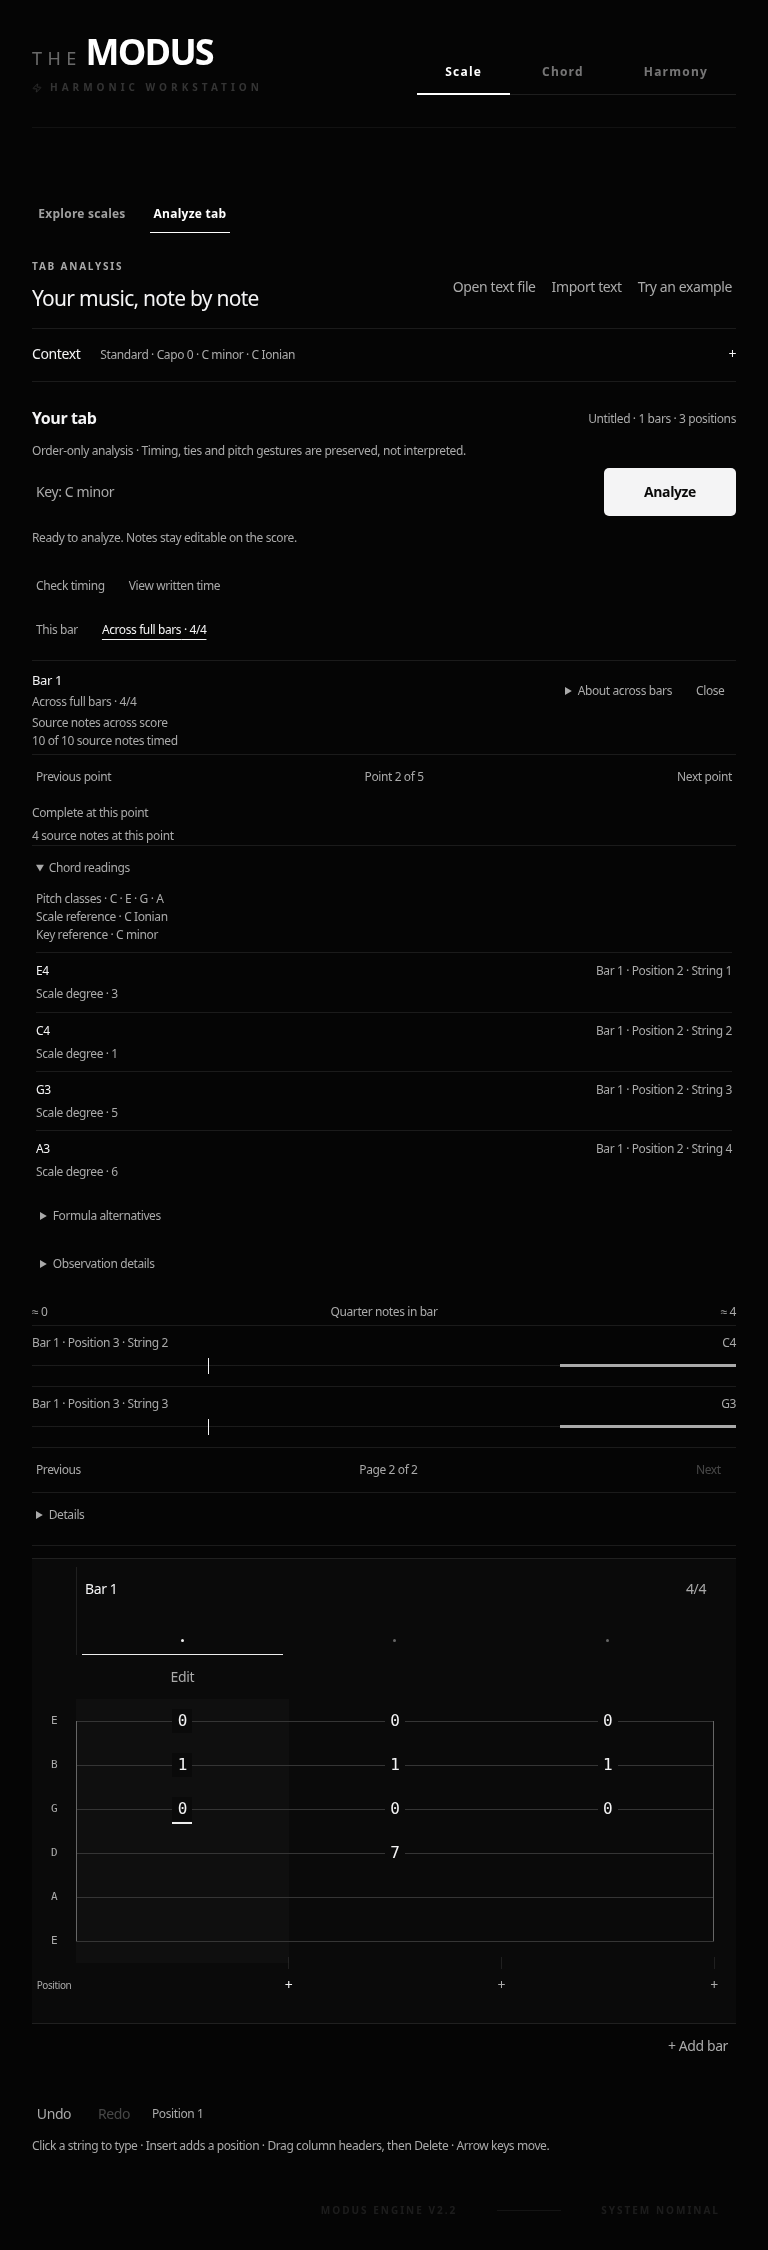 THE MODUS
HARMONIC WORKSTATION
Scale Chord Harmony
Explore scales Analyze tab
TAB ANALYSIS
Your music, note by note
Open text file Import text Try an example
Context Standard · Capo 0 · C minor · C Ionian +
Your tab Untitled · 1 bars · 3 positions
Order-only analysis · Timing, ties and pitch gestures are preserved, not interpreted.
Key: C minor Analyze
Ready to analyze. Notes stay editable on the score.
Check timing View written time
This bar Across full bars · 4/4
Bar 1
Across full bars · 4/4
▶ About across bars Close
Source notes across score
10 of 10 source notes timed
Previous point Point 2 of 5 Next point
Complete at this point
4 source notes at this point
▼ Chord readings
Pitch classes · C · E · G · A
Scale reference · C Ionian
Key reference · C minor
E4 Bar 1 · Position 2 · String 1
Scale degree · 3
C4 Bar 1 · Position 2 · String 2
Scale degree · 1
G3 Bar 1 · Position 2 · String 3
Scale degree · 5
A3 Bar 1 · Position 2 · String 4
Scale degree · 6
▶ Formula alternatives
▶ Observation details
≈ 0 Quarter notes in bar ≈ 4
Bar 1 · Position 3 · String 2 C4
Bar 1 · Position 3 · String 3 G3
Previous Page 2 of 2 Next
▶ Details
Bar 1 4/4
· · ·
Edit
E 0 0 0
B 1 1 1
G 0 0 0
D 7
A
E
Position + + +
+ Add bar
Undo Redo Position 1
Click a string to type · Insert adds a position · Drag column headers, then Delete · Arrow keys move.
MODUS ENGINE V2.2 SYSTEM NOMINAL